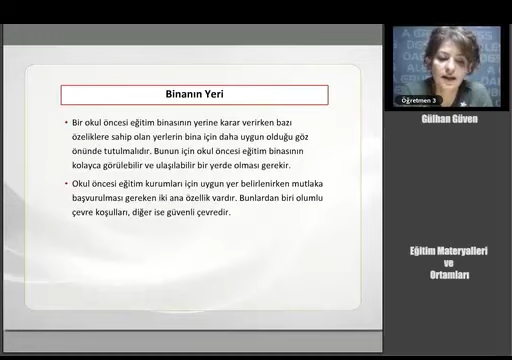 Binanın Yeri
• Bir okul öncesi eğitim binasının yerine karar verirken bazı
özeliklere sahip olan yerlerin bina için daha uygun olduğu göz
önünde tutulmalıdır. Bunun için okul öncesi eğitim binasının
kolayca görülebilir ve ulaşılabilir bir yerde olması gerekir.
• Okul öncesi eğitim kurumları için uygun yer belirlenirken mutlaka
başvurulması gereken iki ana özellik vardır. Bunlardan biri olumlu
çevre koşulları, diğer ise güvenli çevredir.
Öğretmen 3
Gülhan Güven
Eğitim Materyalleri
ve
Ortamları